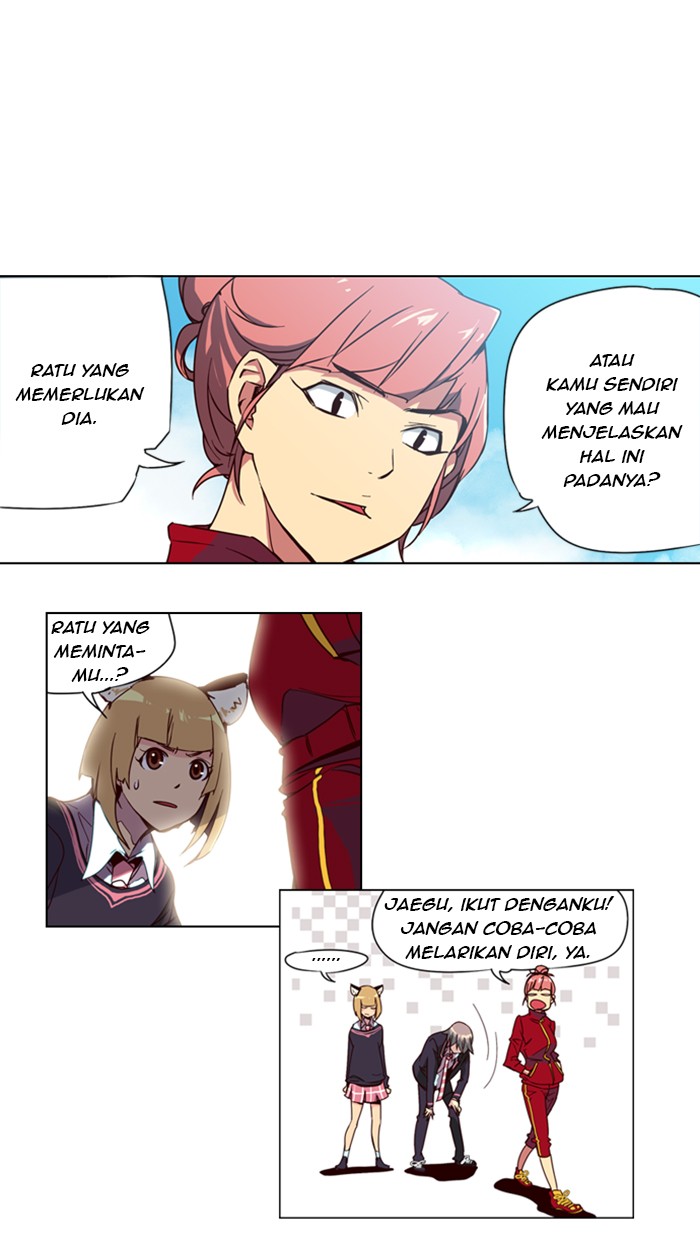 RATU YANG
MEMERLUKAN
DIA.
ATAU
KAMU SENDIRI
YANG MAU
MENJELASKAN
HAL INI
PADANYA?
RATU YANG
MEMINTA-
MU...?
......
JAEGU, IKUT DENGANKU!
JANGAN COBA-COBA
MELARIKAN DIRI, YA.